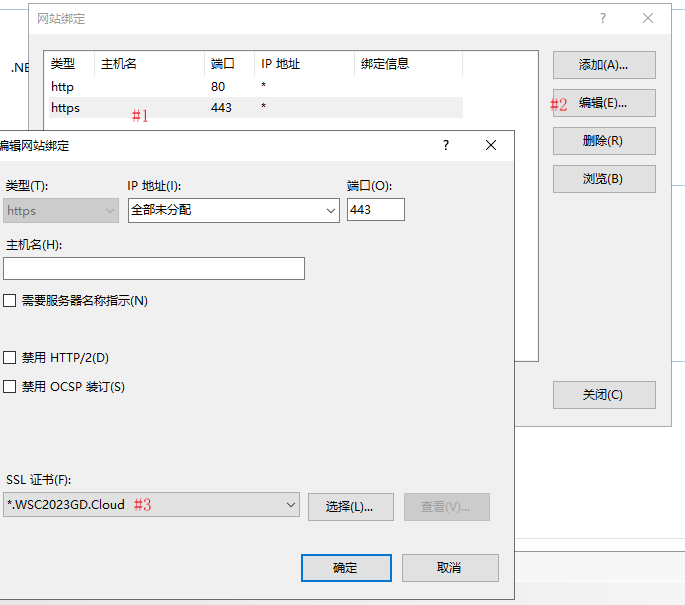 网站绑定
.NE
类型 主机名 端口 IP 地址 绑定信息
http 80 *
https 443 *
#1
添加(A)...
#2 编辑(E)...
删除(R)
浏览(B)
关闭(C)
编辑网站绑定
类型(T): IP 地址(I): 端口(O):
https 全部未分配 443
主机名(H):
需要服务器名称指示(N)
禁用 HTTP/2(D)
禁用 OCSP 装订(S)
SSL 证书(F):
*.WSC2023GD.Cloud #3 选择(L)... 查看(V)...
确定 取消